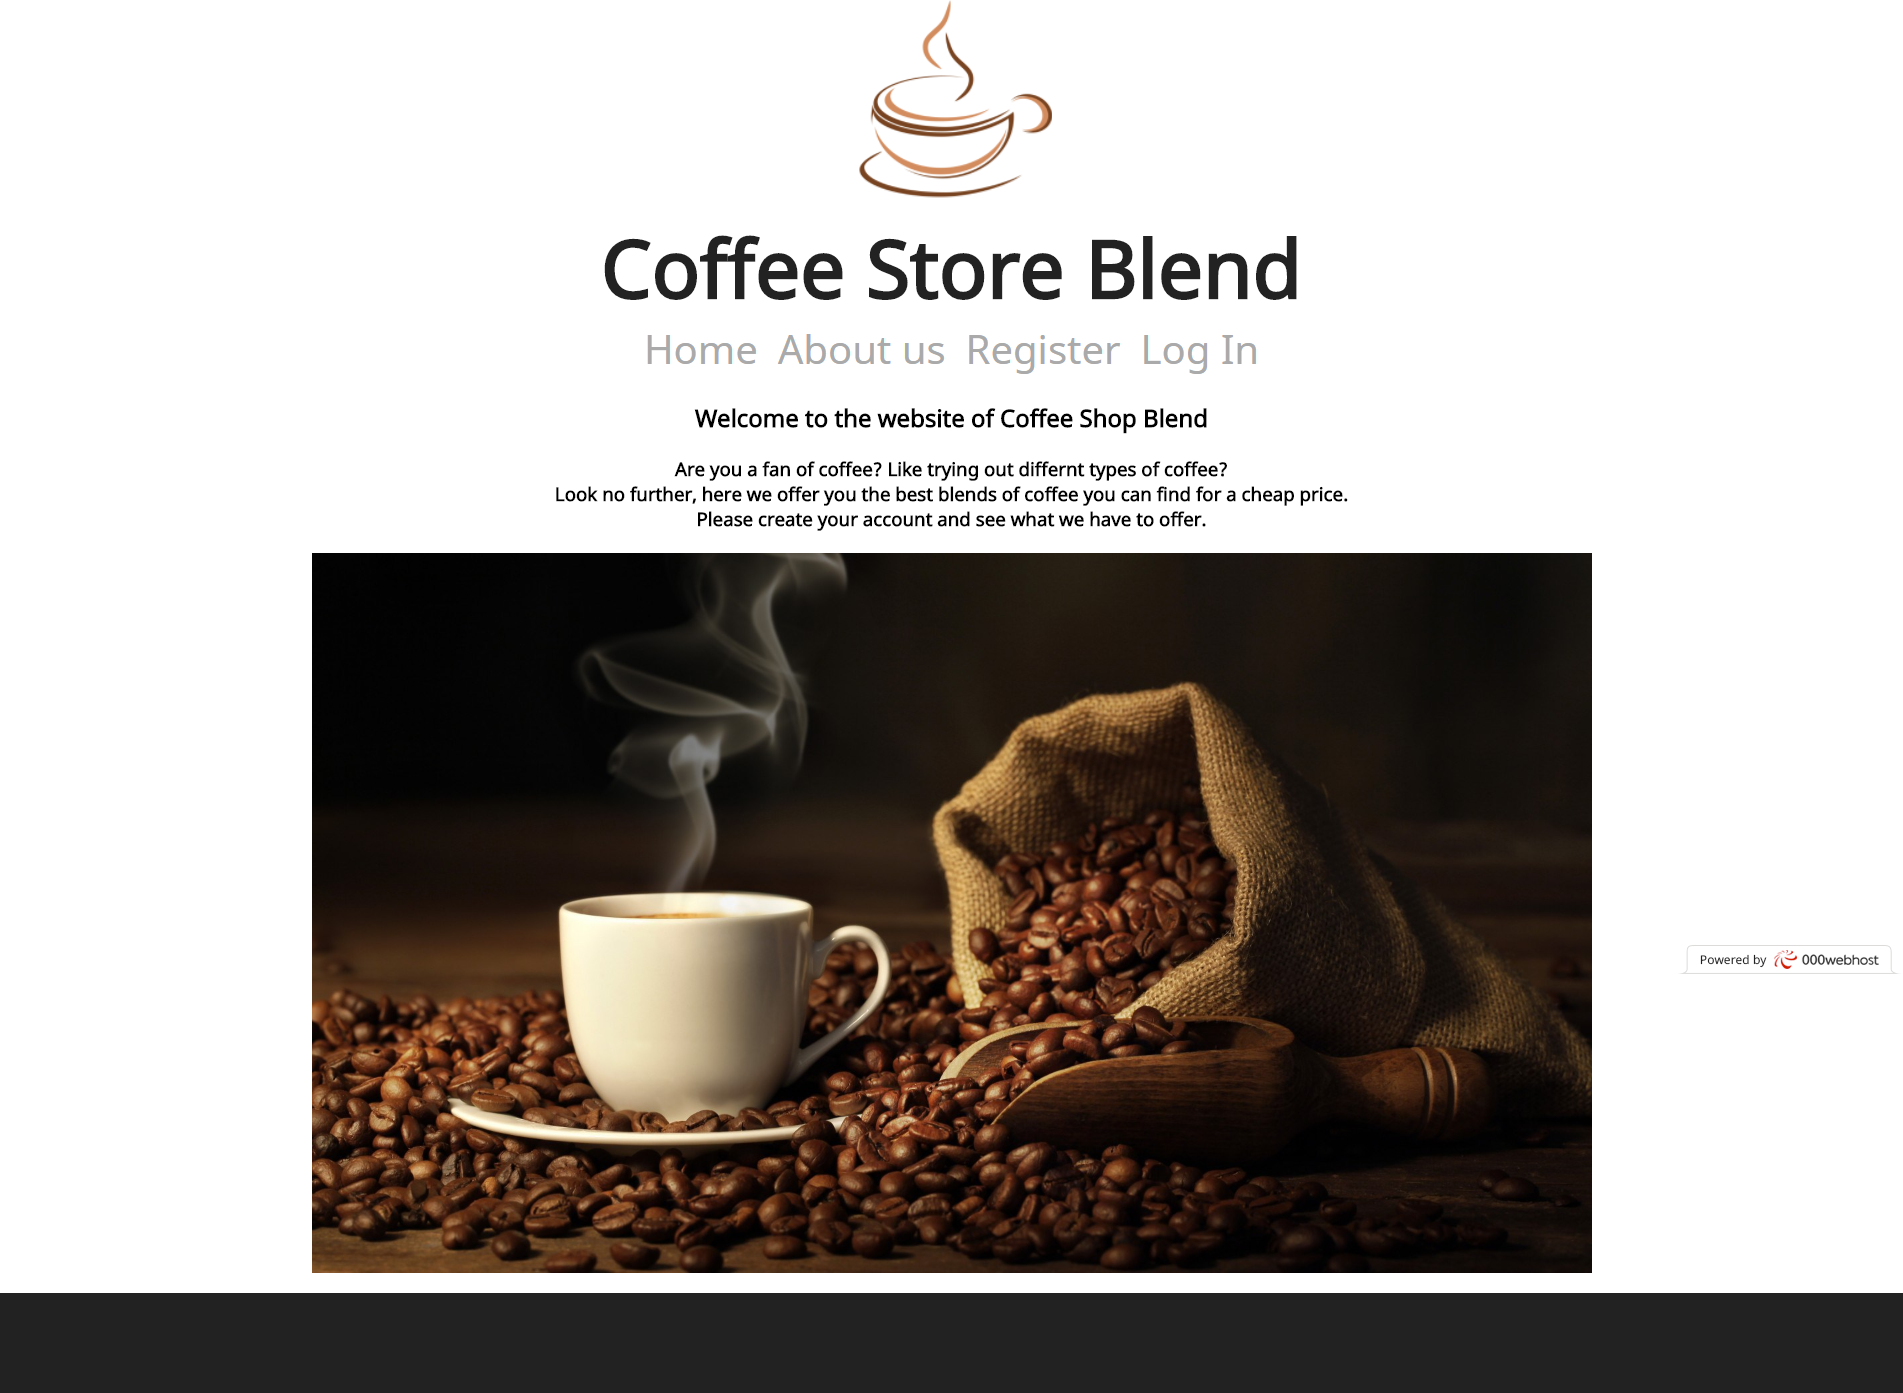 Coffee Store Blend
Home About us Register Log In
Welcome to the website of Coffee Shop Blend
Are you a fan of coffee? Like trying out differnt types of coffee?
Look no further, here we offer you the best blends of coffee you can find for a cheap price.
Please create your account and see what we have to offer.
Powered by 000webhost